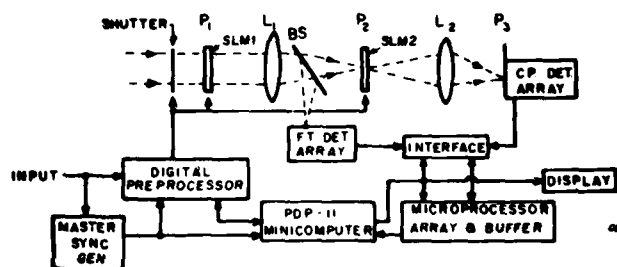 SHUTTER
P1
SLM1
L1
BS
P2
SLM2
L2
P3
CP DET.
ARRAY
FT DET
ARRAY
INTERFACE
INPUT
DIGITAL
PREPROCESSOR
DISPLAY
MASTER
SYNC
GEN
PDP-11
MINICOMPUTER
MICROPROCESSOR
ARRAY & BUFFER